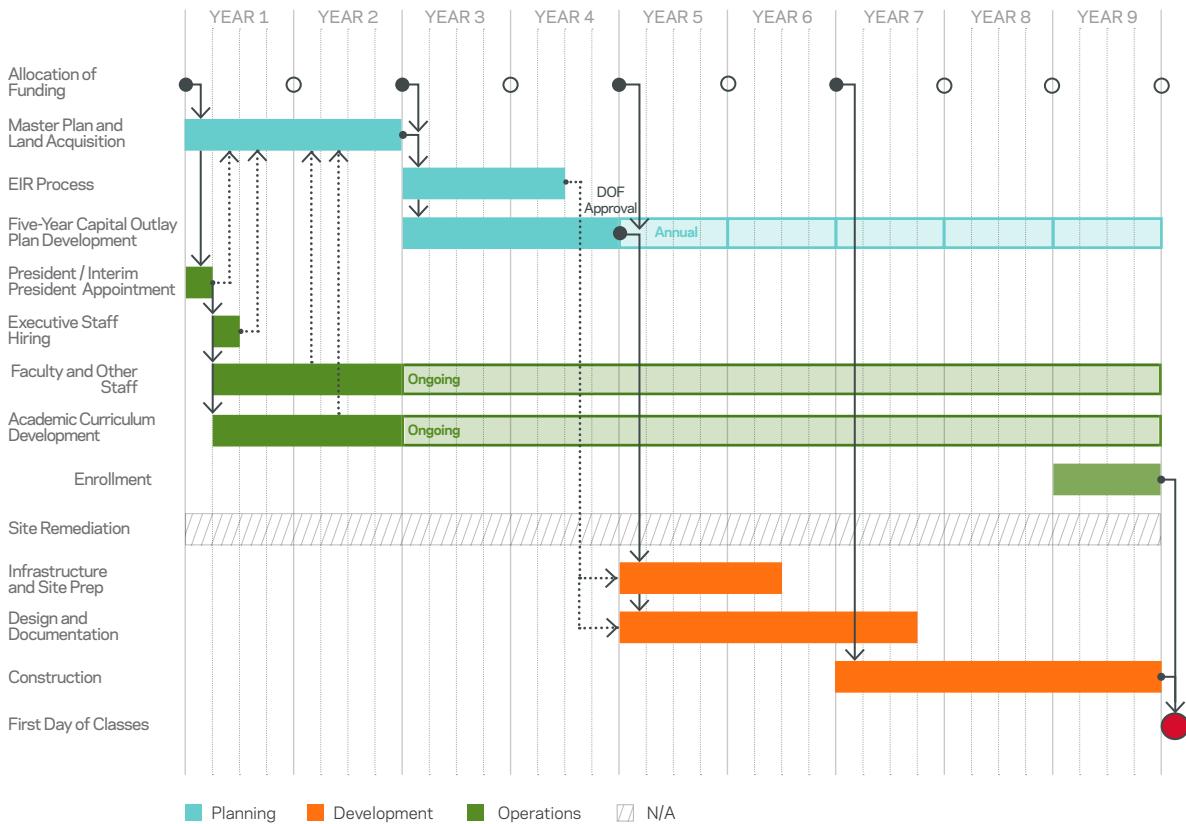 YEAR 1 YEAR 2 YEAR 3 YEAR 4 YEAR 5 YEAR 6 YEAR 7 YEAR 8 YEAR 9
Allocation of
Funding
Master Plan and
Land Acquisition
EIR Process
DOF
Approval
Five-Year Capital Outlay
Plan Development
Annual
President / Interim
President Appointment
Executive Staff
Hiring
Faculty and Other
Staff
Ongoing
Academic Curriculum
Development
Ongoing
Enrollment
Site Remediation
Infrastructure
and Site Prep
Design and
Documentation
Construction
First Day of Classes
Planning Development Operations N/A